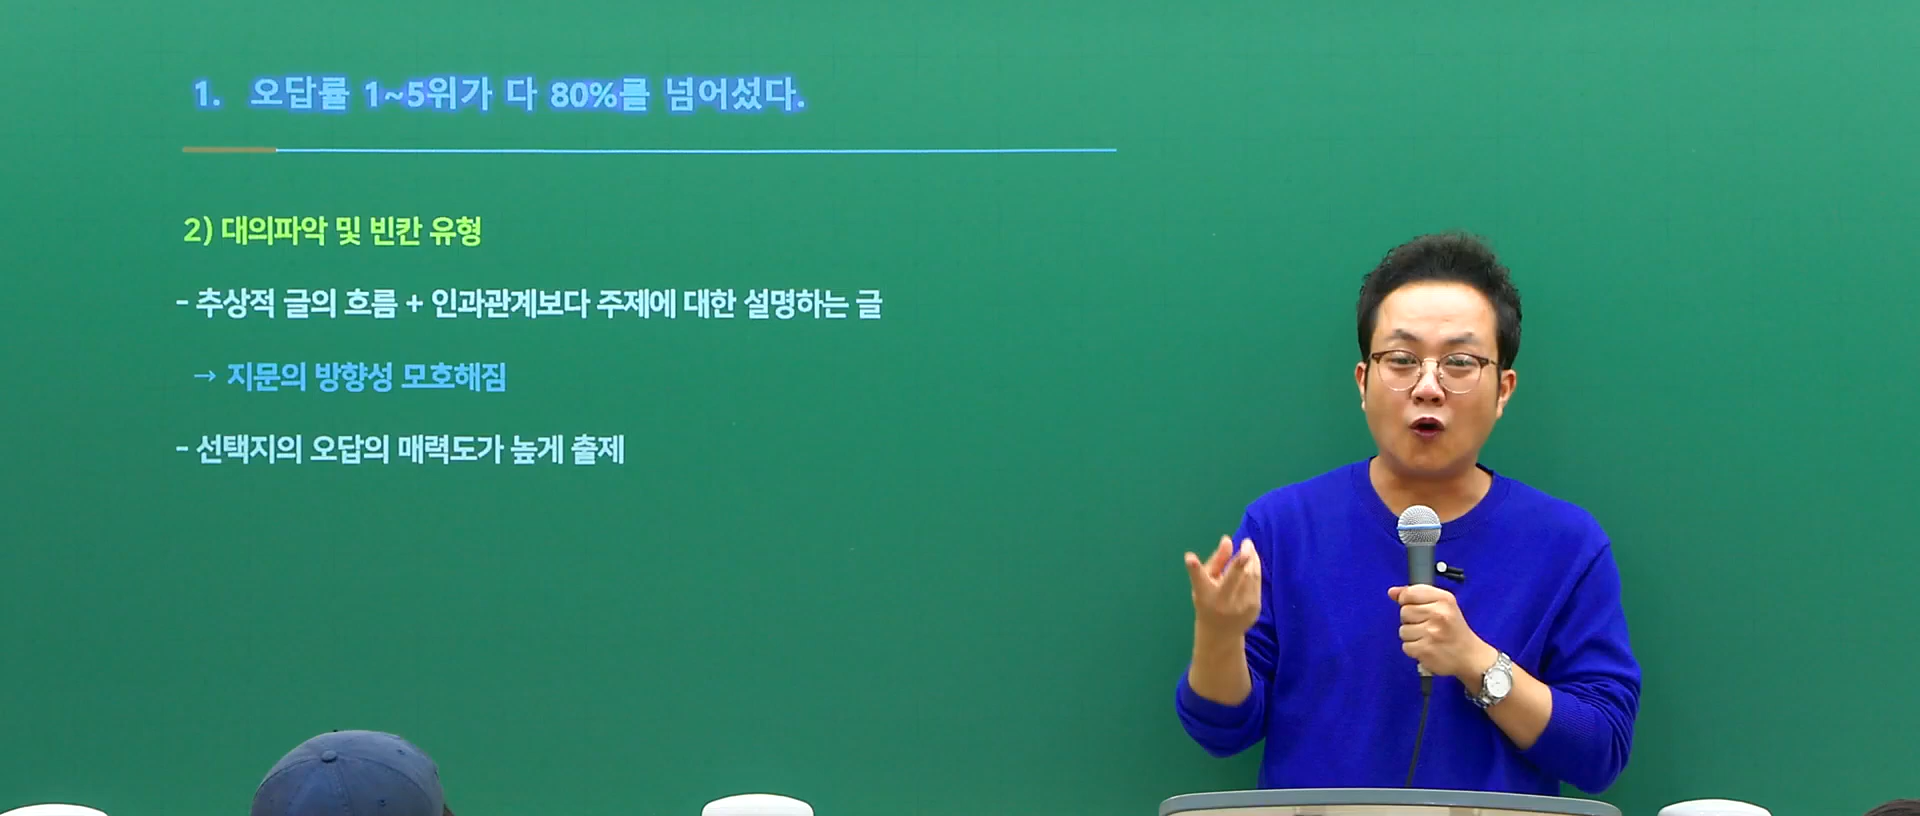 1. 오답률 1~5위가 다 80%를 넘어섰다.
2) 대의파악 및 빈칸 유형
- 추상적 글의 흐름 + 인과관계보다 주제에 대한 설명하는 글
→ 지문의 방향성 모호해짐
- 선택지의 오답의 매력도가 높게 출제